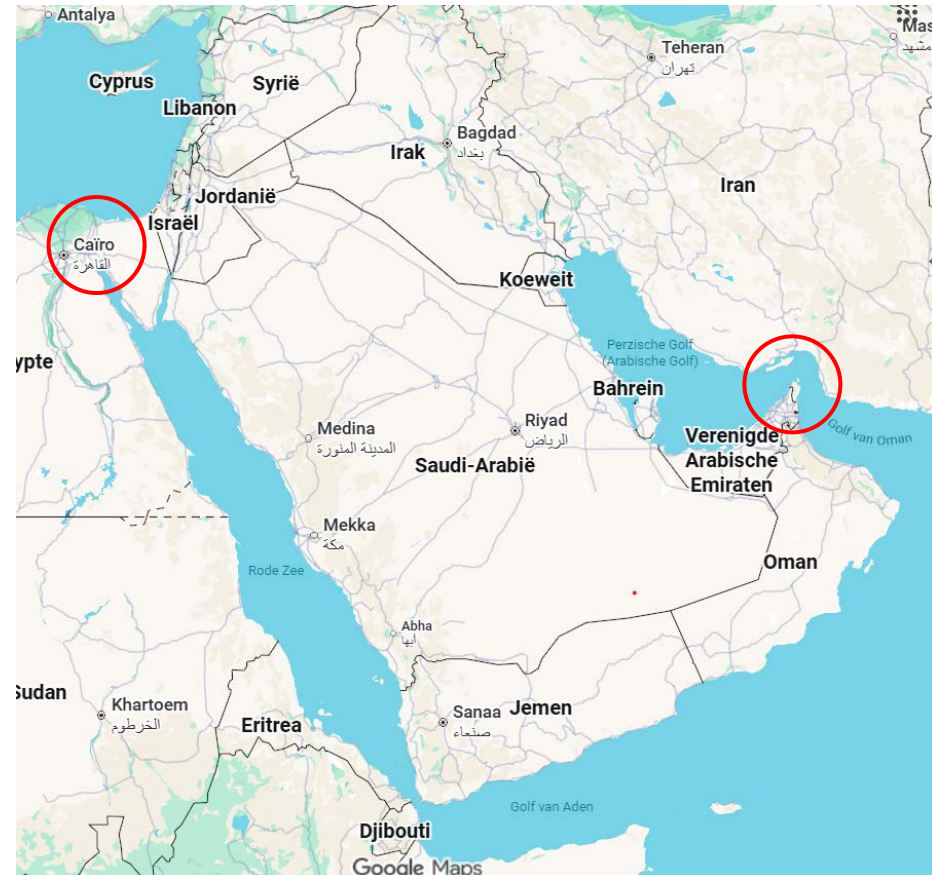 Antalya
Mas
مشهد
Teheran
تهران
Cyprus
Syrië
Libanon
Bagdad
بغداد
Irak
Iran
Jordanië
Israël
Caïro
القاهرة
Koeweit
ypte
Perzische Golf
(Arabische Golf)
Bahrein
Riyad
الرياض
Medina
المدينة المنورة
Golf van Oman
Verenigde
Arabische
Emiraten
Saudi-Arabië
Mekka
مكة
Oman
Rode Zee
Abha
أبها
Sudan
Khartoem
الخرطوم
Eritrea
Sanaa
صنعاء
Jemen
Golf van Aden
Djibouti
Google Maps